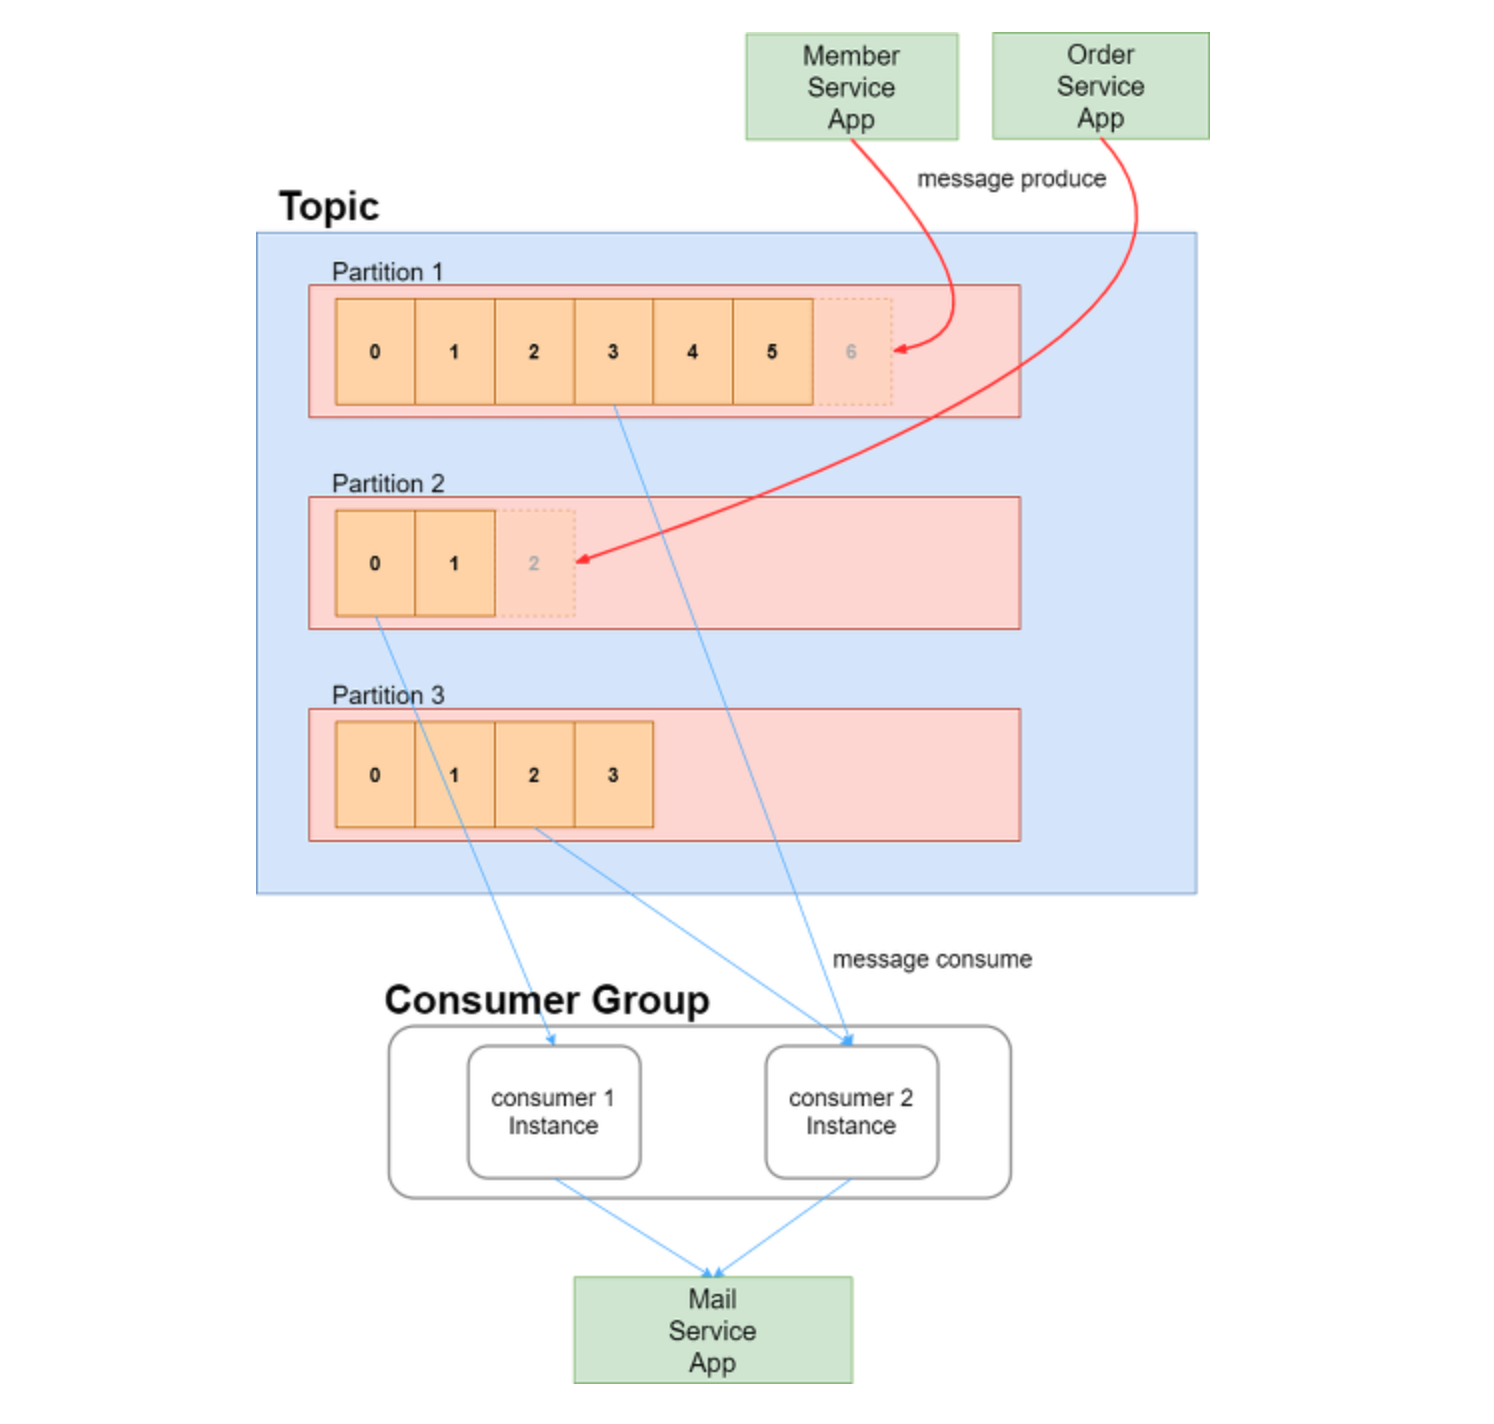 Member
Service
App
Order
Service
App
message produce
Topic
Partition 1
0 1 2 3 4 5 6
Partition 2
0 1 2
Partition 3
0 1 2 3
message consume
Consumer Group
consumer 1
Instance
consumer 2
Instance
Mail
Service
App